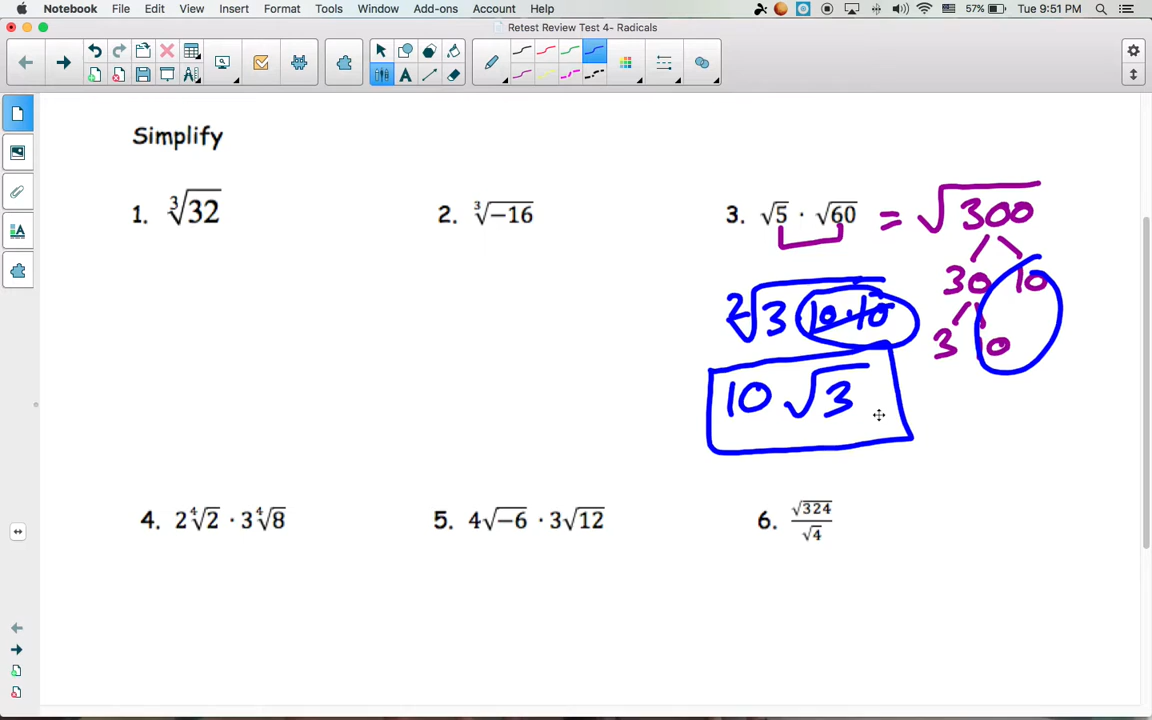 Notebook File Edit View Insert Format Tools Window Add-ons Account Help 57% Tue 9:51 PM
Retest Review Test 4- Radicals
A
Simplify
1. ∛32
2. ∛−16
3. √5 · √60 = √300
30 10
²√3 10·10
3 10
10 √3
4. 2∜2 · 3∜8
5. 4√−6 · 3√12
6. √324
√4